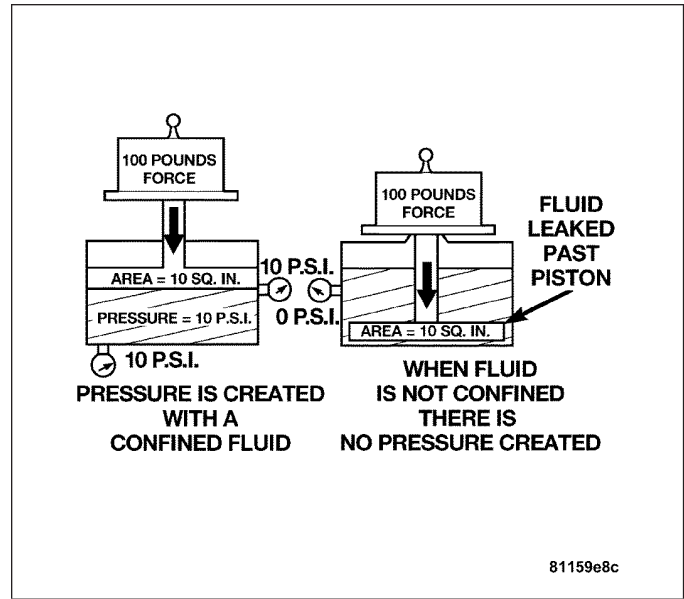 100 POUNDS
FORCE
AREA = 10 SQ. IN.
PRESSURE = 10 P.S.I.
10 P.S.I.
10 P.S.I.
PRESSURE IS CREATED
WITH A
CONFINED FLUID
100 POUNDS
FORCE
0 P.S.I.
AREA = 10 SQ. IN.
FLUID
LEAKED
PAST
PISTON
WHEN FLUID
IS NOT CONFINED
THERE IS
NO PRESSURE CREATED
81159e8c